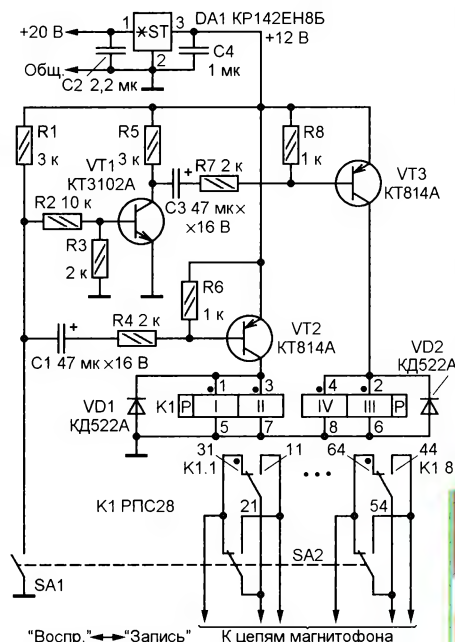 DA1 КР142ЕН8Б
+20 В 1 ✶ST 3 +12 В
2
C4
1 мк
Общ.
C2 2,2 мк
R1
3 к
R5
3 к
R8
1 к
VT1
КТ3102А
R7 2 к
VT3
КТ814А
C3 47 мк×
×16 В
R2 10 к
R3
2 к
R6
1 к
R4 2 к
VT2
КТ814А
C1 47 мк ×16 В
VD2
КД522А
VD1
КД522А
1 3 4 2
K1 P I II IV III P
5 7 8 6
31 11 64 44
K1.1 ... K1 8
K1 РПС28
21 54
SA2
SA1
"Воспр." "Запись" К цепям магнитофона